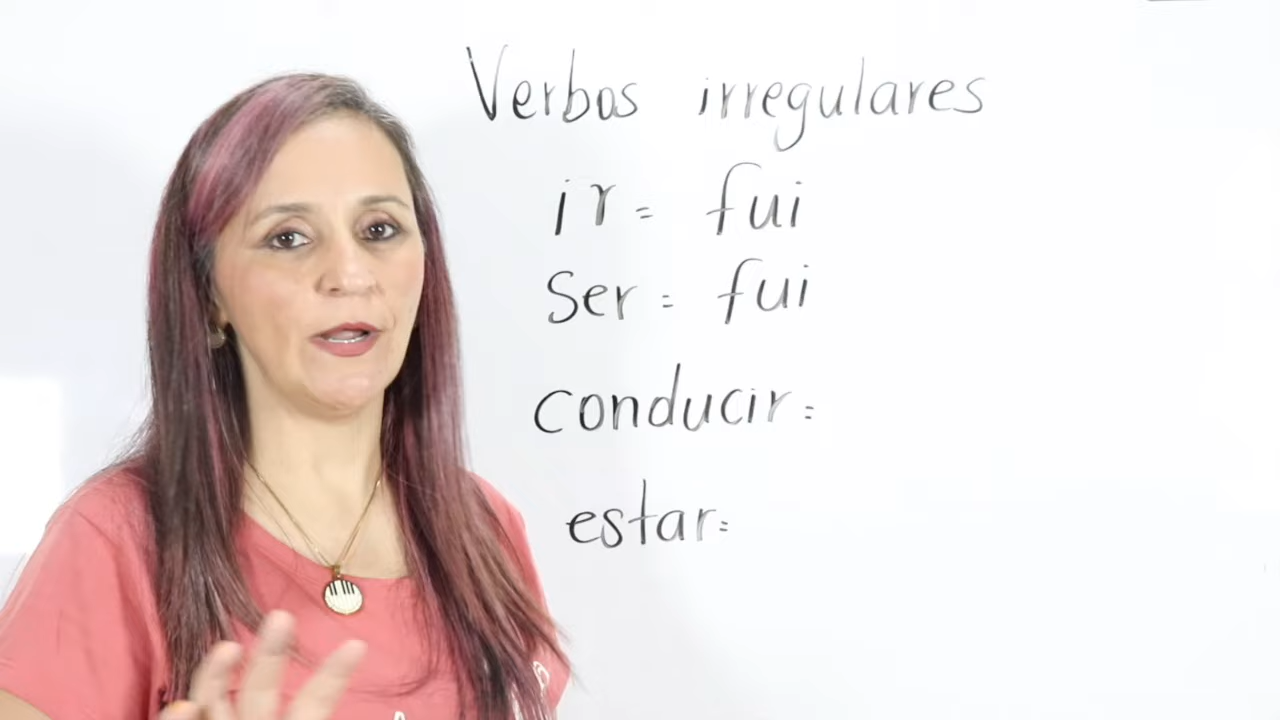 Verbos irregulares
ir = fui
Ser = fui
conducir =
estar =